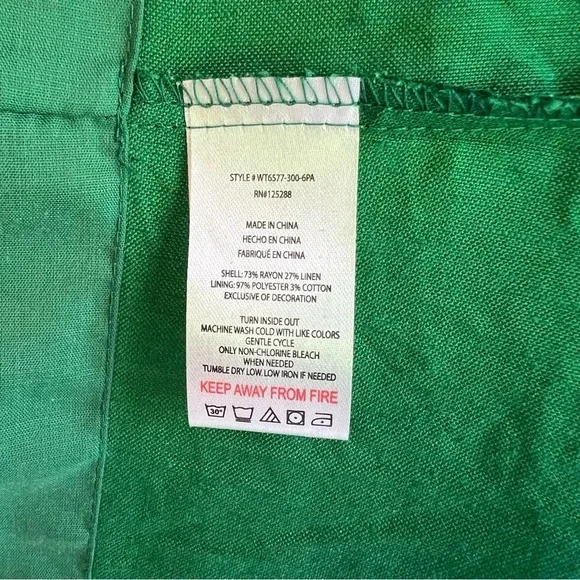 STYLE # WT6577-300-6PA
RN#125288
MADE IN CHINA
HECHO EN CHINA
FABRIQUÉ EN CHINA
SHELL: 73% RAYON 27% LINEN
LINING: 97% POLYESTER 3% COTTON
EXCLUSIVE OF DECORATION
TURN INSIDE OUT
MACHINE WASH COLD WITH LIKE COLORS
GENTLE CYCLE
ONLY NON-CHLORINE BLEACH
WHEN NEEDED
TUMBLE DRY LOW. LOW IRON IF NEEDED
KEEP AWAY FROM FIRE
30°